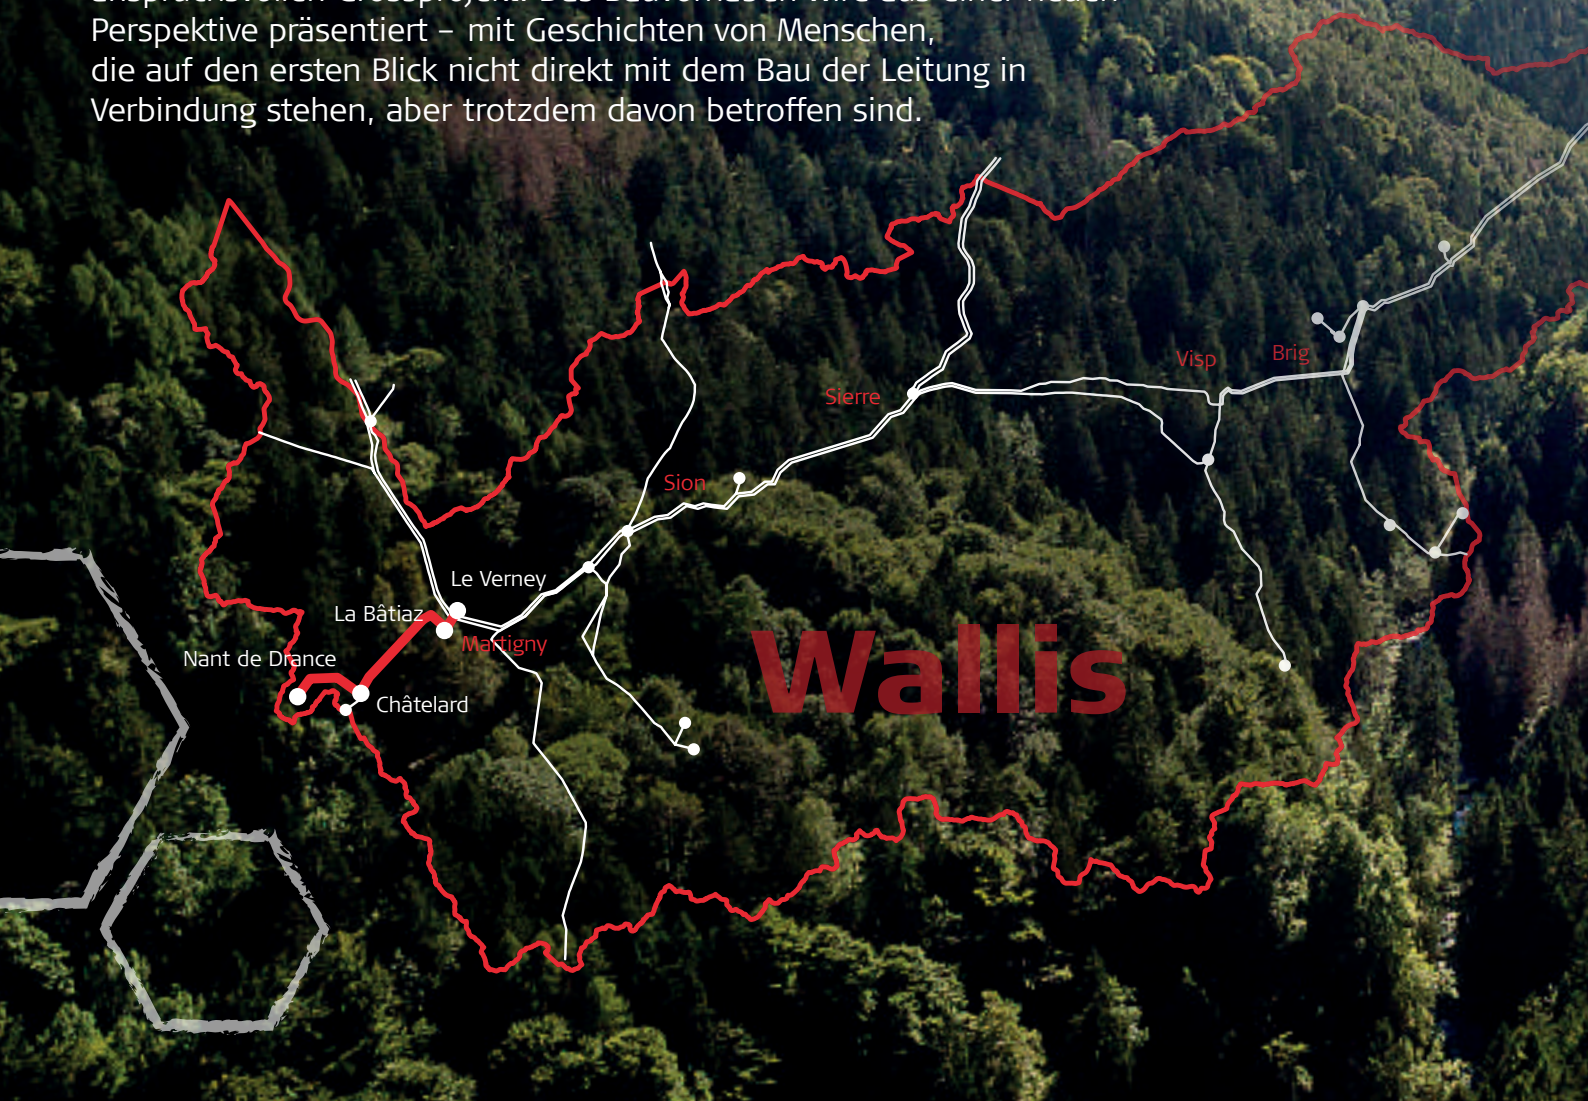 Perspektive präsentiert – mit Geschichten von Menschen,
die auf den ersten Blick nicht direkt mit dem Bau der Leitung in
Verbindung stehen, aber trotzdem davon betroffen sind.
Visp
Brig
Sierre
Sion
Le Verney
La Bâtiaz
Martigny
Nant de Drance
Châtelard
Wallis